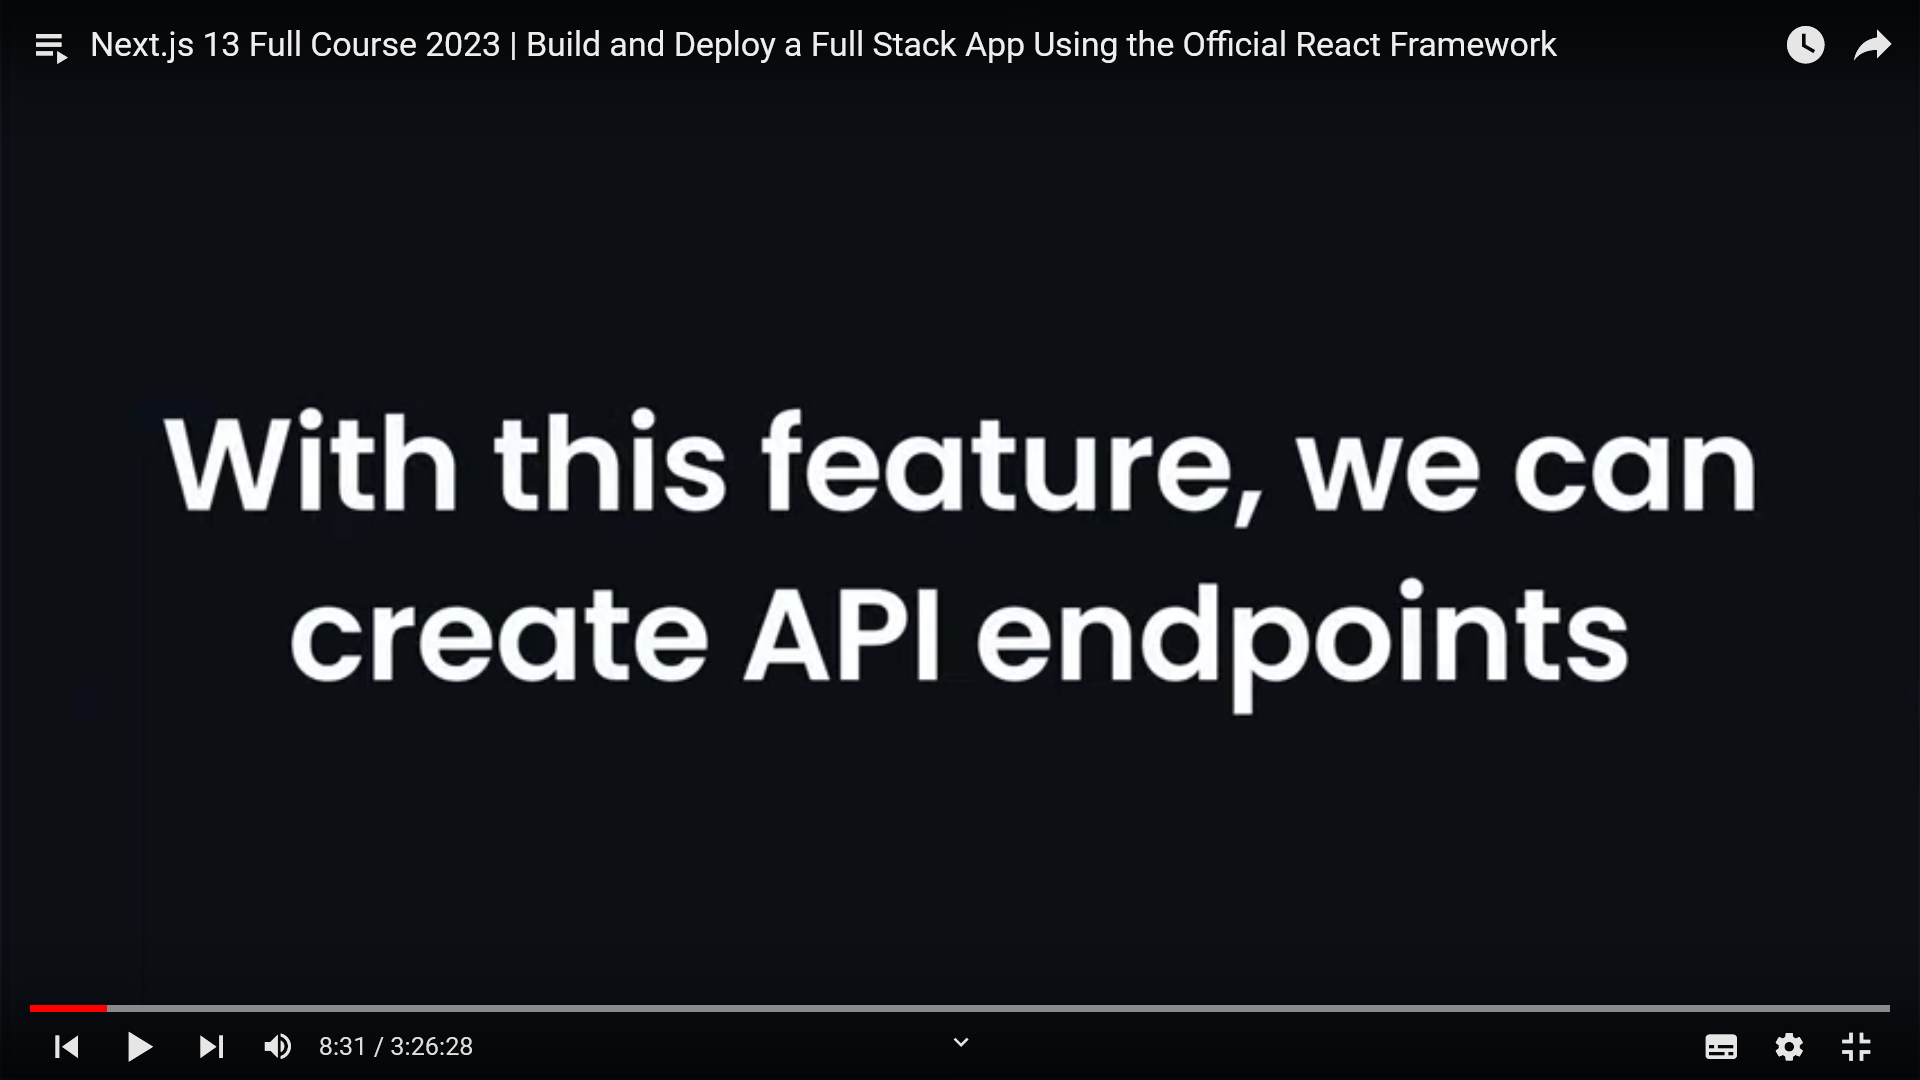 Next.js 13 Full Course 2023 | Build and Deploy a Full Stack App Using the Official React Framework
With this feature, we can
create API endpoints
8:31 / 3:26:28